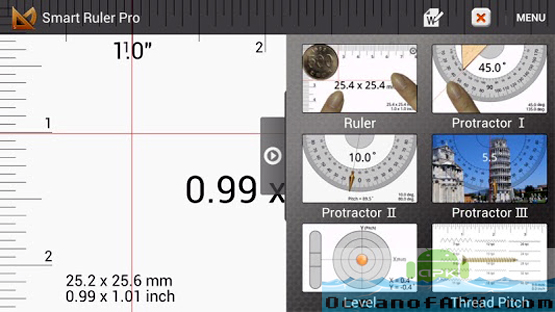 Smart Ruler Pro
MENU
1.0"
2
1
2
0.99 x
25.2 x 25.6 mm
0.99 x 1.01 inch
25.4 x 25.4 mm
Ruler
45.0°
Protractor Ⅰ
10.0°
Protractor Ⅱ
5.5
Protractor Ⅲ
Level
Thread Pitch